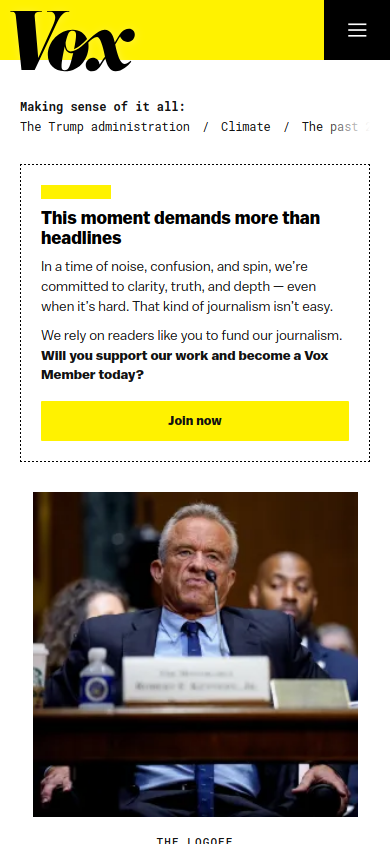 Vox
Making sense of it all:
The Trump administration / Climate / The past
This moment demands more than
headlines
In a time of noise, confusion, and spin, we're
committed to clarity, truth, and depth — even
when it's hard. That kind of journalism isn't easy.
We rely on readers like you to fund our journalism.
Will you support our work and become a Vox
Member today?
Join now
The Honorable
Robert F. Kennedy, Jr.
THE LOGOFF